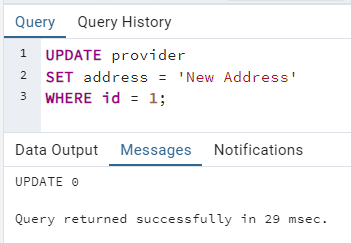 Query Query History
1 UPDATE provider
2 SET address = 'New Address'
3 WHERE id = 1;
Data Output Messages Notifications
UPDATE 0
Query returned successfully in 29 msec.